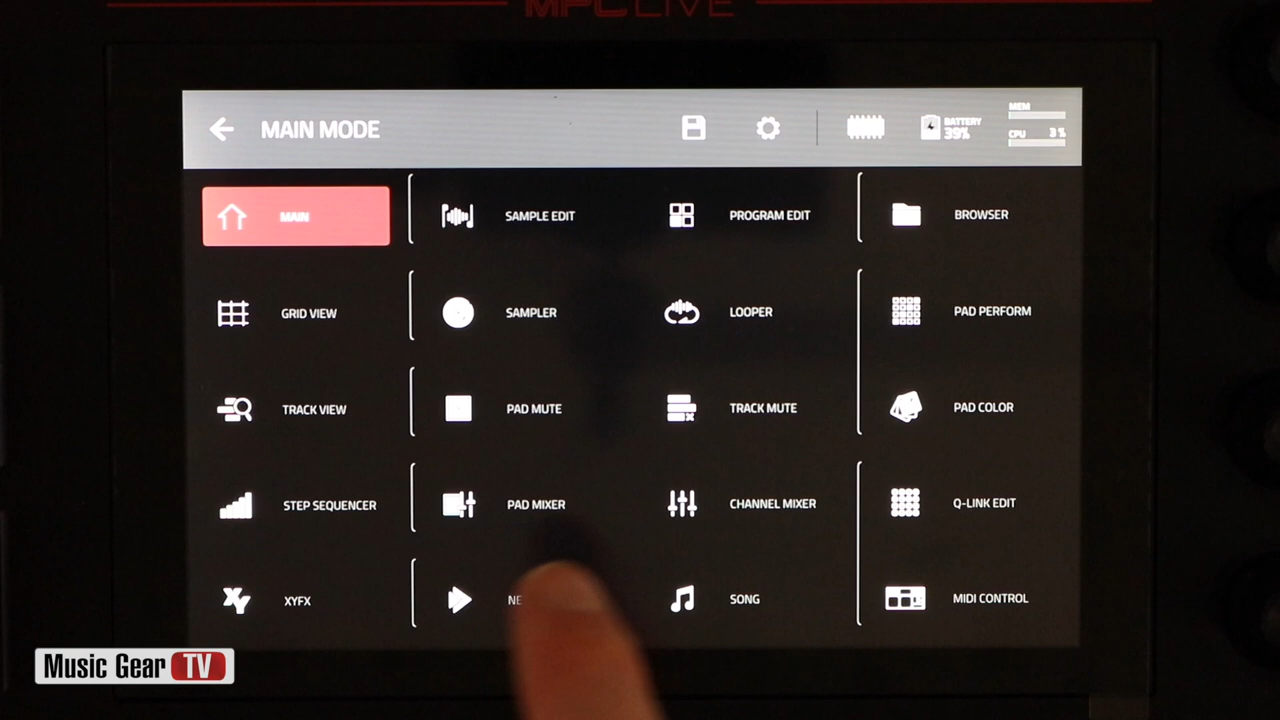 MPC LIVE
MAIN MODE
BATTERY
39%
MEM
CPU 3%
MAIN
SAMPLE EDIT
PROGRAM EDIT
BROWSER
GRID VIEW
SAMPLER
LOOPER
PAD PERFORM
TRACK VIEW
PAD MUTE
TRACK MUTE
PAD COLOR
STEP SEQUENCER
PAD MIXER
CHANNEL MIXER
Q-LINK EDIT
XYFX
SONG
MIDI CONTROL
Music Gear TV